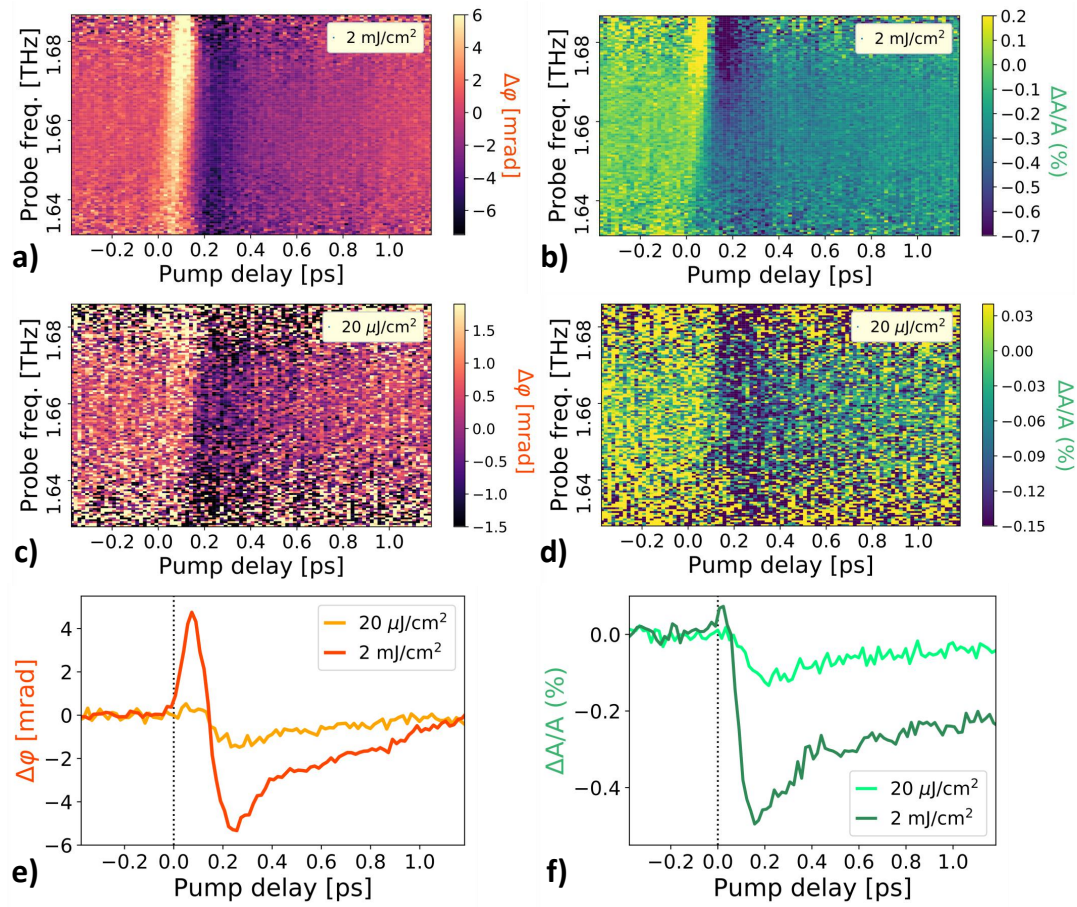 2 mJ/cm²
Probe freq. [THz]
1.68
1.66
1.64
−0.2 0.0 0.2 0.4 0.6 0.8 1.0
Pump delay [ps]
6
4
2
0
−2
−4
−6
Δφ [mrad]
a)
2 mJ/cm²
Probe freq. [THz]
1.68
1.66
1.64
−0.2 0.0 0.2 0.4 0.6 0.8 1.0
Pump delay [ps]
0.2
0.1
0.0
−0.1
−0.2
−0.3
−0.4
−0.5
−0.6
−0.7
ΔA/A (%)
b)
20 μJ/cm²
Probe freq. [THz]
1.68
1.66
1.64
−0.2 0.0 0.2 0.4 0.6 0.8 1.0
Pump delay [ps]
1.5
1.0
0.5
0.0
−0.5
−1.0
−1.5
Δφ [mrad]
c)
20 μJ/cm²
Probe freq. [THz]
1.68
1.66
1.64
−0.2 0.0 0.2 0.4 0.6 0.8 1.0
Pump delay [ps]
0.03
0.00
−0.03
−0.06
−0.09
−0.12
−0.15
ΔA/A (%)
d)
20 μJ/cm²
2 mJ/cm²
Δφ [mrad]
4
2
0
−2
−4
−6
−0.2 0.0 0.2 0.4 0.6 0.8 1.0
Pump delay [ps]
e)
ΔA/A (%)
0.0
−0.2
−0.4
20 μJ/cm²
2 mJ/cm²
−0.2 0.0 0.2 0.4 0.6 0.8 1.0
Pump delay [ps]
f)